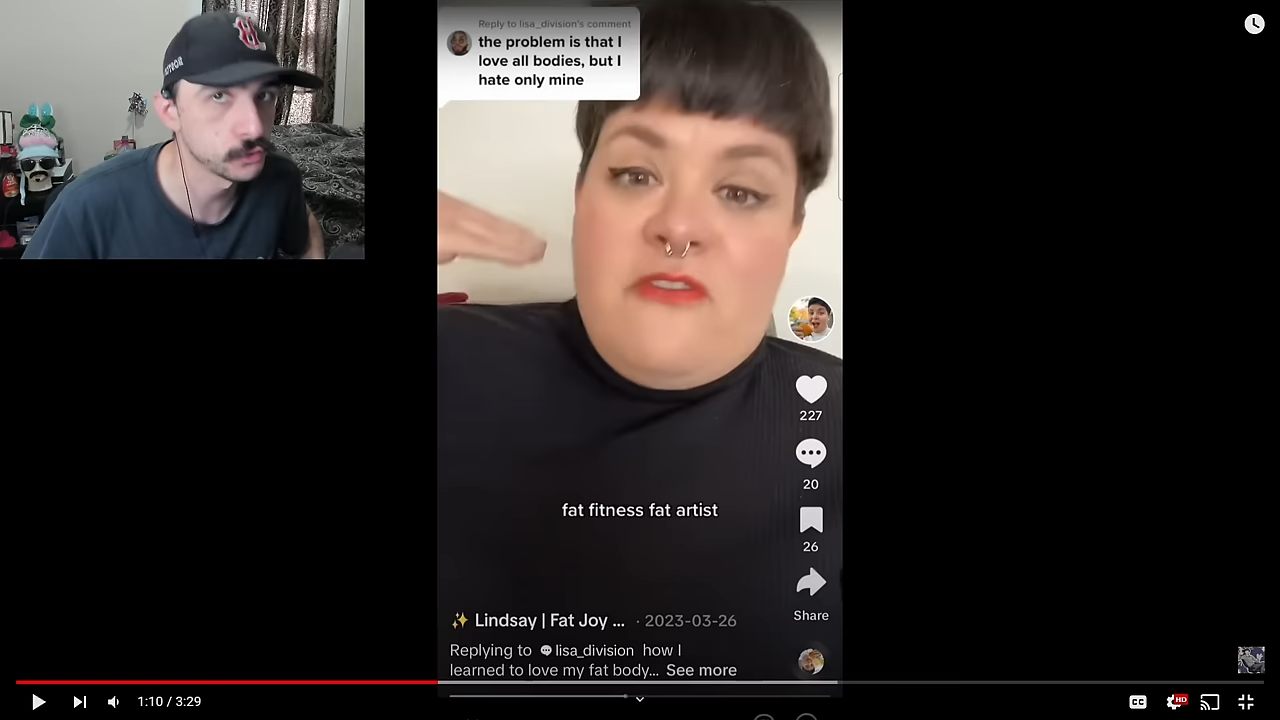 Reply to lisa_division's comment
the problem is that I
love all bodies, but I
hate only mine
227
20
26
Share
fat fitness fat artist
✨ Lindsay | Fat Joy ... · 2023-03-26
Replying to lisa_division how I
learned to love my fat body... See more
1:10 / 3:29
CC
HD